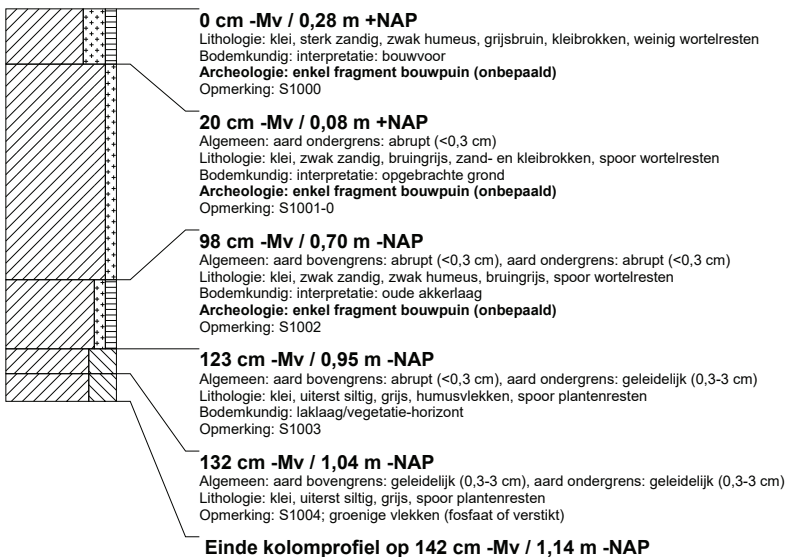 0 cm -Mv / 0,28 m +NAP
Lithologie: klei, sterk zandig, zwak humeus, grijsbruin, kleibrokken, weinig wortelresten
Bodemkundig: interpretatie: bouwvoor
Archeologie: enkel fragment bouwpuin (onbepaald)
Opmerking: S1000
20 cm -Mv / 0,08 m +NAP
Algemeen: aard ondergrens: abrupt (<0,3 cm)
Lithologie: klei, zwak zandig, bruingrijs, zand- en kleibrokken, spoor wortelresten
Bodemkundig: interpretatie: opgebrachte grond
Archeologie: enkel fragment bouwpuin (onbepaald)
Opmerking: S1001-0
98 cm -Mv / 0,70 m -NAP
Algemeen: aard bovengrens: abrupt (<0,3 cm), aard ondergrens: abrupt (<0,3 cm)
Lithologie: klei, zwak zandig, zwak humeus, bruingrijs, spoor wortelresten
Bodemkundig: interpretatie: oude akkerlaag
Archeologie: enkel fragment bouwpuin (onbepaald)
Opmerking: S1002
123 cm -Mv / 0,95 m -NAP
Algemeen: aard bovengrens: abrupt (<0,3 cm), aard ondergrens: geleidelijk (0,3-3 cm)
Lithologie: klei, uiterst siltig, grijs, humusvlekken, spoor plantenresten
Bodemkundig: laklaag/vegetatie-horizont
Opmerking: S1003
132 cm -Mv / 1,04 m -NAP
Algemeen: aard bovengrens: geleidelijk (0,3-3 cm), aard ondergrens: geleidelijk (0,3-3 cm)
Lithologie: klei, uiterst siltig, grijs, spoor plantenresten
Opmerking: S1004; groenige vlekken (fosfaat of verstikt)
Einde kolomprofiel op 142 cm -Mv / 1,14 m -NAP